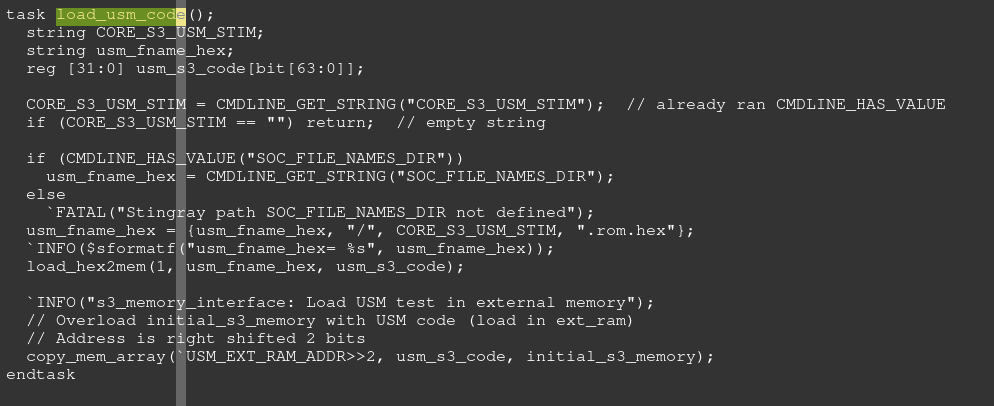 task load_usm_code();
  string CORE_S3_USM_STIM;
  string usm_fname_hex;
  reg [31:0] usm_s3_code[bit[63:0]];

  CORE_S3_USM_STIM = CMDLINE_GET_STRING("CORE_S3_USM_STIM");  // already ran CMDLINE_HAS_VALUE
  if (CORE_S3_USM_STIM == "") return;  // empty string

  if (CMDLINE_HAS_VALUE("SOC_FILE_NAMES_DIR"))
    usm_fname_hex = CMDLINE_GET_STRING("SOC_FILE_NAMES_DIR");
  else
    `FATAL("Stingray path SOC_FILE_NAMES_DIR not defined");
  usm_fname_hex = {usm_fname_hex, "/", CORE_S3_USM_STIM, ".rom.hex"};
  `INFO($sformatf("usm_fname_hex= %s", usm_fname_hex));
  load_hex2mem(1, usm_fname_hex, usm_s3_code);

  `INFO("s3_memory_interface: Load USM test in external memory");
  // Overload initial_s3_memory with USM code (load in ext_ram)
  // Address is right shifted 2 bits
  copy_mem_array(`USM_EXT_RAM_ADDR>>2, usm_s3_code, initial_s3_memory);
endtask